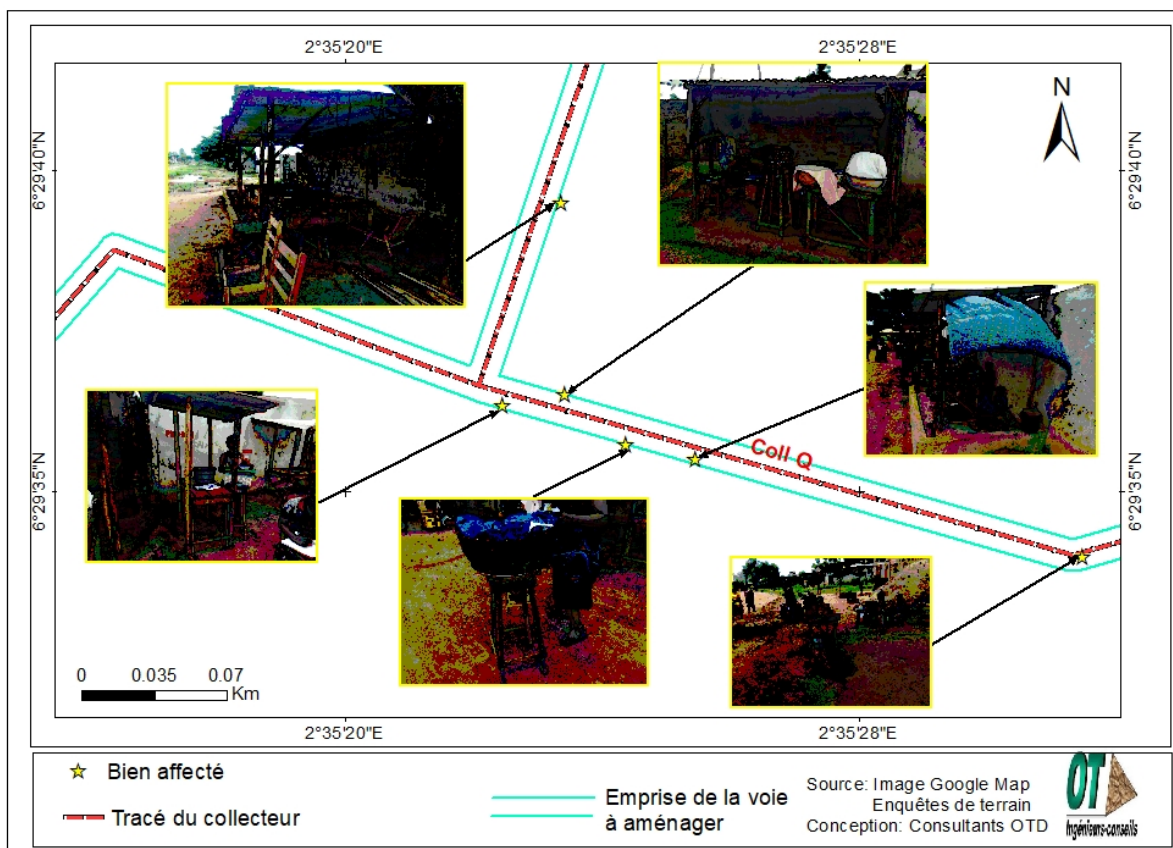 2°35'20"E
2°35'28"E
N
6°29'40"N
6°29'40"N
Coll Q
6°29'35"N
6°29'35"N
0 0.035 0.07
Km
2°35'20"E
2°35'28"E
Bien affecté
Tracé du collecteur
Emprise de la voie
à aménager
Source: Image Google Map
Enquêtes de terrain
Conception: Consultants OTD
OT
Ingénieurs-conseils